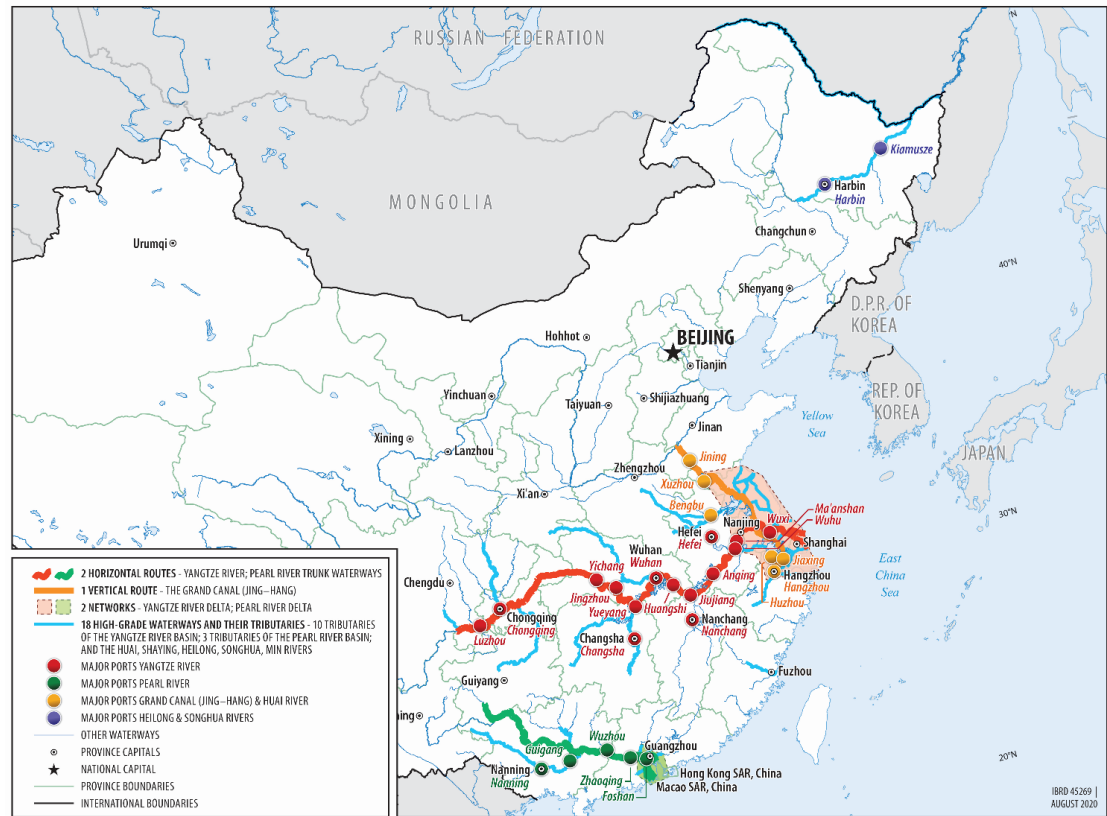 RUSSIAN FEDERATION
N
Kiamusze
Harbin
Harbin
MONGOLIA
Changchun
Urumqi
40°N
Shenyang
D.P.R. OF
KOREA
Hohhot
BEIJING
Tianjin
REP. OF
KOREA
Yinchuan
Taiyuan
Shijiazhuang
Yellow
Sea
Jinan
JAPAN
Xining
Lanzhou
Jining
Zhengzhou
Xuzhou
Xi'an
Bengbu
Ma'anshan
Wuhu
30°N
Nanjing
Wuxi
Hefei
Hefei
Shanghai
Wuhan
Wuhan
East
China
Sea
Jiaxing
Yichang
Anqing
Hangzhou
Hangzhou
Chengdu
Jingzhou
Huzhou
Yueyang
Huangshi
Jiujiang
Chongqing
Chongqing
Nanchang
Nanchang
Luzhou
Changsha
Changsha
Fuzhou
Guiyang
ning
Wuzhou
Guigang
Guangzhou
20°N
Nanning
Nanning
Zhaoqing
Foshan
Hong Kong SAR, China
Macao SAR, China
2 HORIZONTAL ROUTES - YANGTZE RIVER; PEARL RIVER TRUNK WATERWAYS
1 VERTICAL ROUTE - THE GRAND CANAL (JING–HANG)
2 NETWORKS - YANGTZE RIVER DELTA; PEARL RIVER DELTA
18 HIGH-GRADE WATERWAYS AND THEIR TRIBUTARIES - 10 TRIBUTARIES
OF THE YANGTZE RIVER BASIN; 3 TRIBUTARIES OF THE PEARL RIVER BASIN;
AND THE HUAI, SHAYING, HEILONG, SONGHUA, MIN RIVERS
MAJOR PORTS YANGTZE RIVER
MAJOR PORTS PEARL RIVER
MAJOR PORTS GRAND CANAL (JING–HANG) & HUAI RIVER
MAJOR PORTS HEILONG & SONGHUA RIVERS
OTHER WATERWAYS
PROVINCE CAPITALS
NATIONAL CAPITAL
PROVINCE BOUNDARIES
INTERNATIONAL BOUNDARIES
IBRD 45269 |
AUGUST 2020